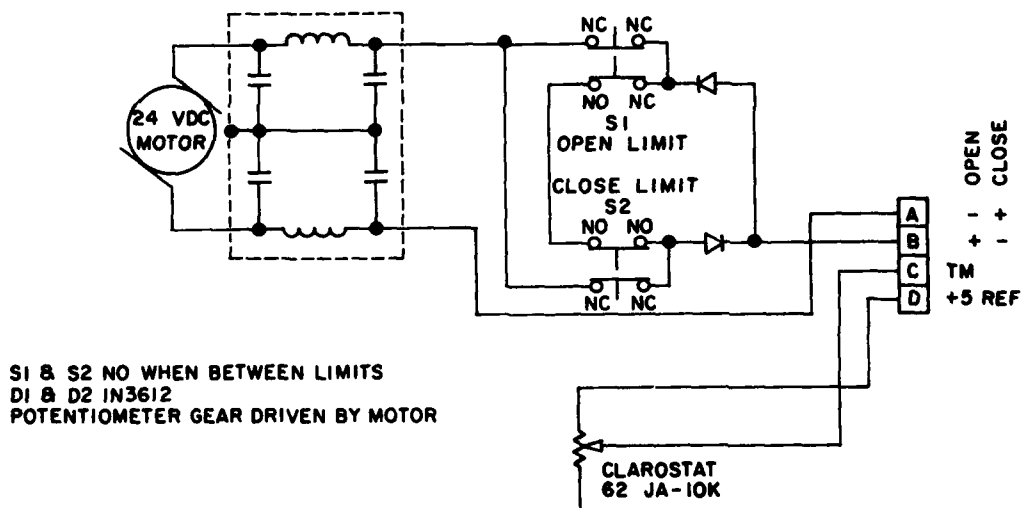 NC NC
24 VDC
MOTOR
NO NC
S1
OPEN LIMIT
CLOSE LIMIT
S2
NO NO
NC NC
OPEN
CLOSE
A - +
B + -
C TM
D +5 REF
S1 & S2 NO WHEN BETWEEN LIMITS
D1 & D2 IN3612
POTENTIOMETER GEAR DRIVEN BY MOTOR
CLAROSTAT
62 JA-10K